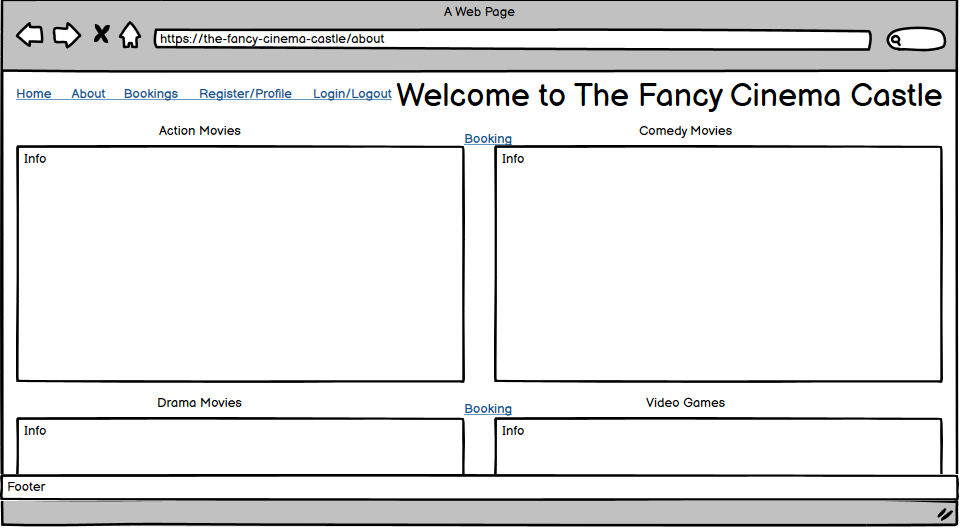 A Web Page
https://the-fancy-cinema-castle/about
Home About Bookings Register/Profile Login/Logout Welcome to The Fancy Cinema Castle
Action Movies Comedy Movies
Booking
Info Info
Drama Movies Video Games
Booking
Info Info
Footer